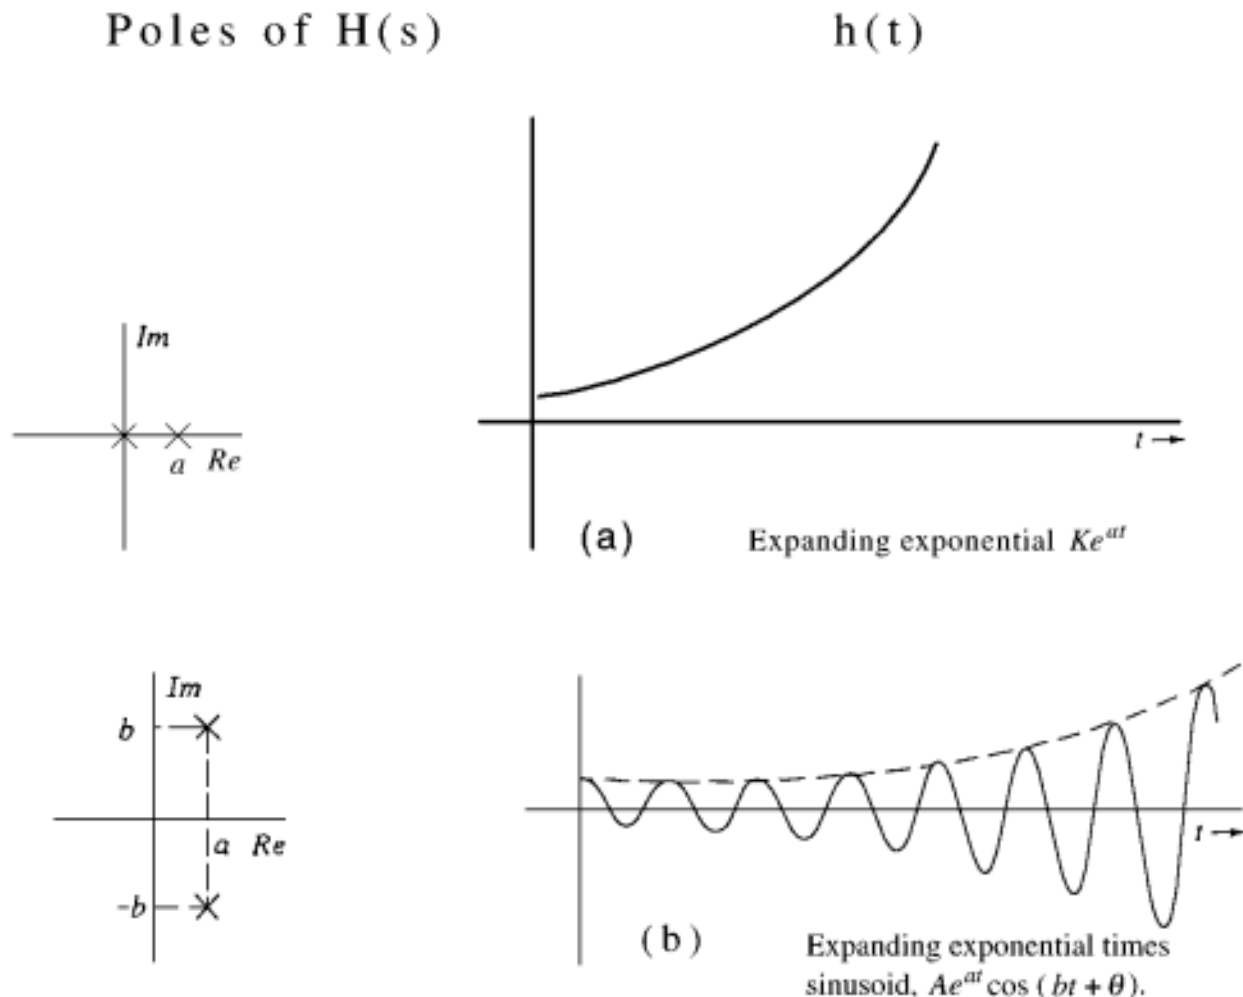 Poles of H(s)
h(t)
Im
a Re
t →
(a) Expanding exponential Ke^{at}
Im
b
a Re
-b
t →
(b) Expanding exponential times
sinusoid, Ae^{at} cos (bt + θ).